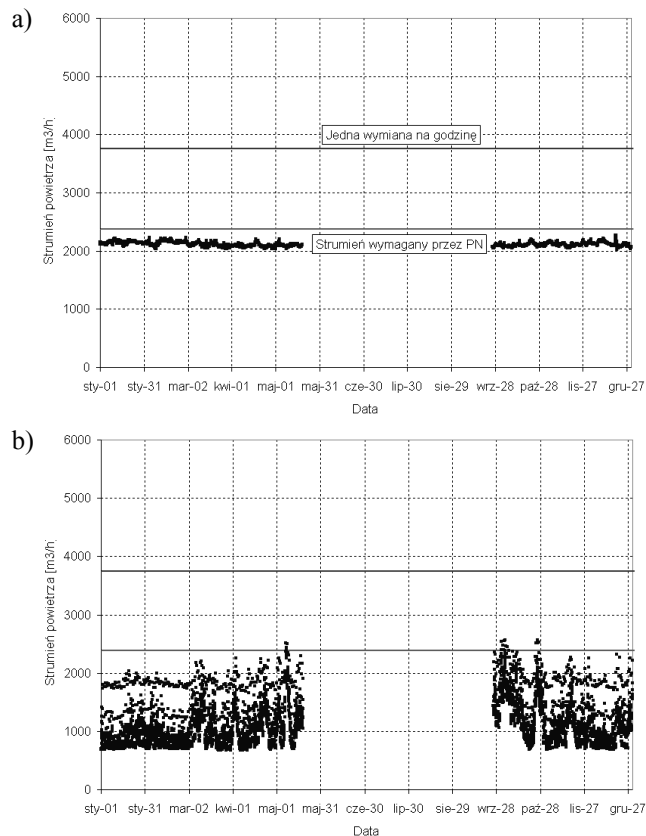 a)
6000
5000
4000
3000
2000
1000
0
Strumień powietrza [m3/h]
Jedna wymiana na godzinę
Strumień wymagany przez PN
sty-01 sty-31 mar-02 kwi-01 maj-01 maj-31 cze-30 lip-30 sie-29 wrz-28 paź-28 lis-27 gru-27
Data
b)
6000
5000
4000
3000
2000
1000
0
Strumień powietrza [m3/h]
sty-01 sty-31 mar-02 kwi-01 maj-01 maj-31 cze-30 lip-30 sie-29 wrz-28 paź-28 lis-27 gru-27
Data